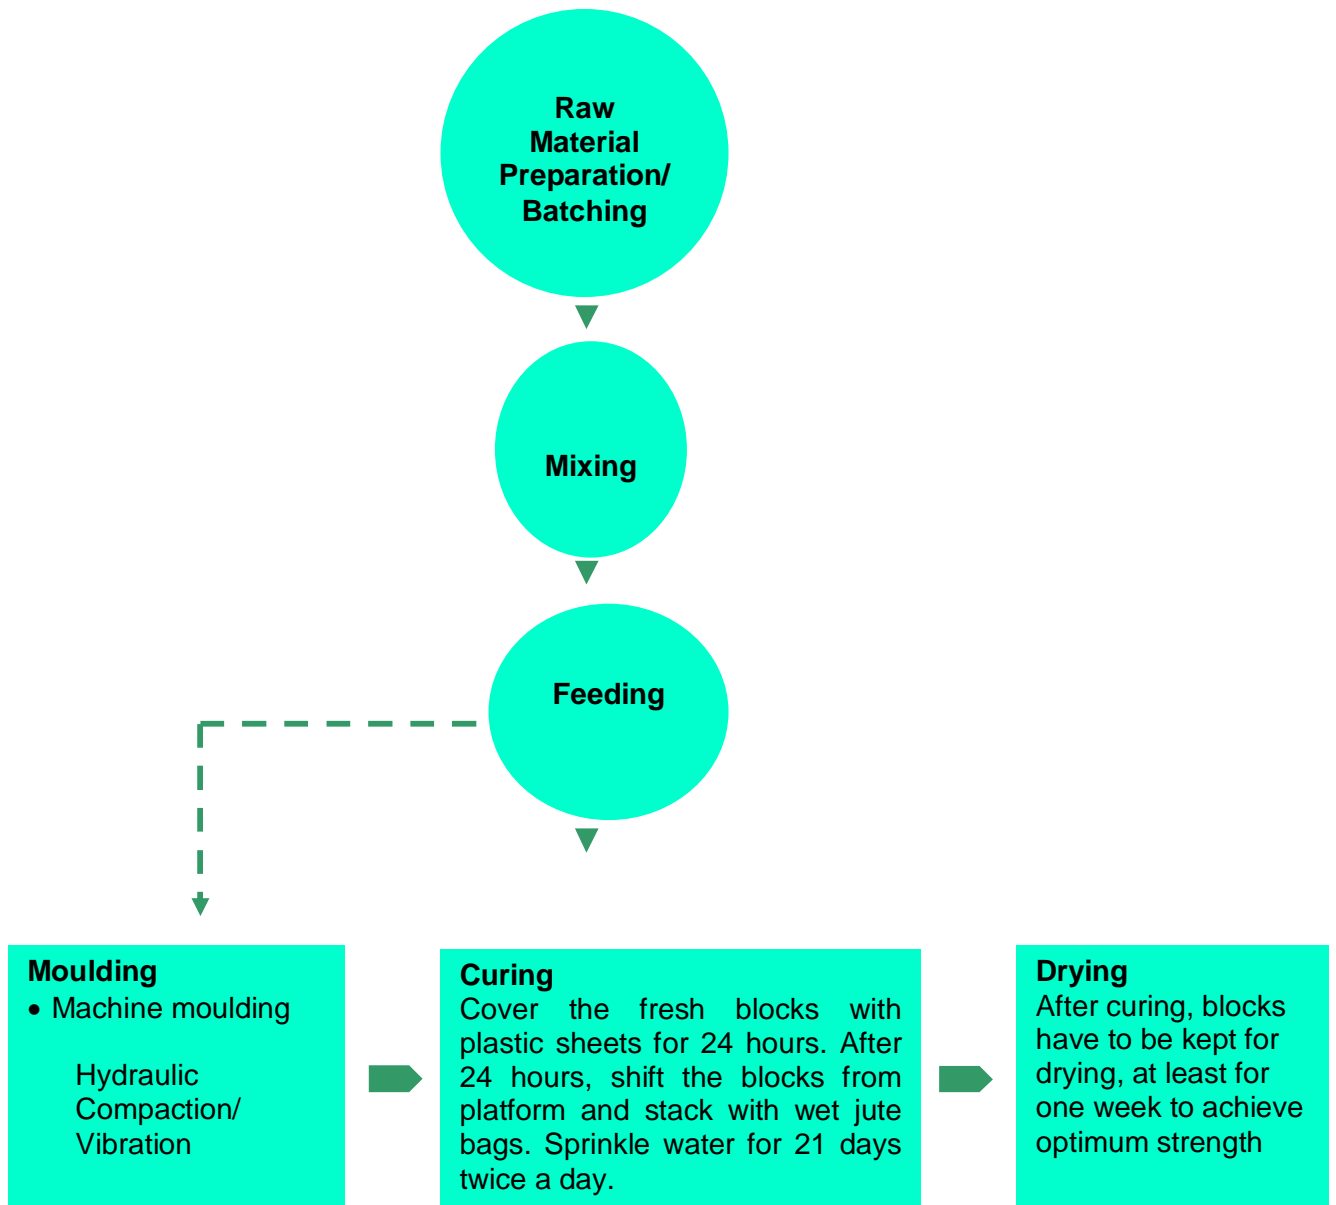 Raw
Material
Preparation/
Batching
Mixing
Feeding
Moulding
• Machine moulding
Hydraulic
Compaction/
Vibration
Curing
Cover the fresh blocks with
plastic sheets for 24 hours. After
24 hours, shift the blocks from
platform and stack with wet jute
bags. Sprinkle water for 21 days
twice a day.
Drying
After curing, blocks
have to be kept for
drying, at least for
one week to achieve
optimum strength